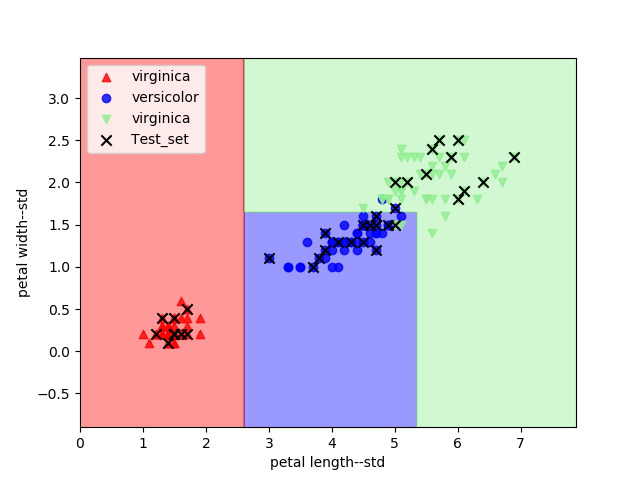 virginica
versicolor
virginica
Test_set
3.0
2.5
2.0
1.5
1.0
0.5
0.0
−0.5
petal width--std
0 1 2 3 4 5 6 7
petal length--std